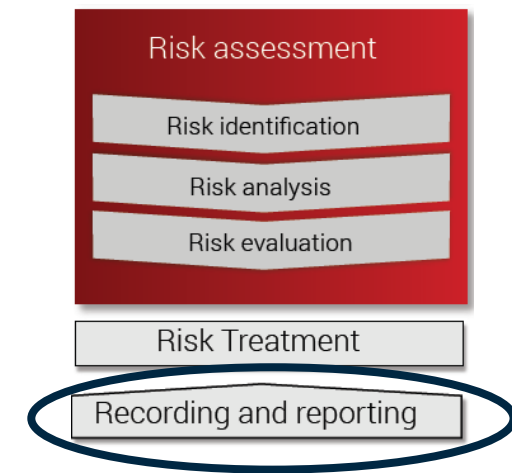 Risk assessment
Risk identification
Risk analysis
Risk evaluation
Risk Treatment
Recording and reporting